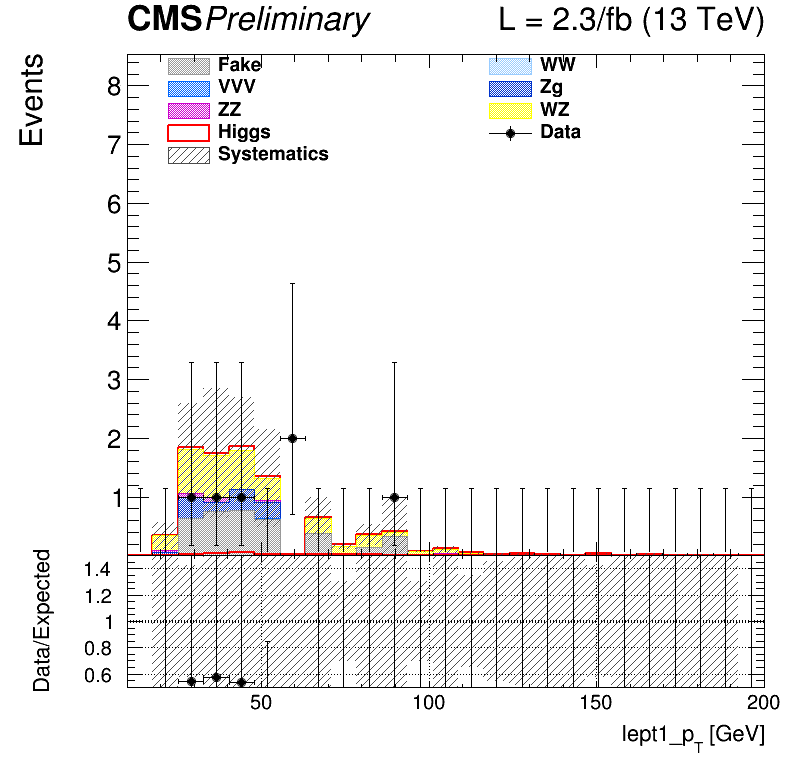 CMS Preliminary L = 2.3/fb (13 TeV)
Events
Fake WW
VVV Zg
ZZ WZ
Higgs Data
Systematics
8
7
6
5
4
3
2
1
Data/Expected
1.4
1.2
1
0.8
0.6
50 100 150 200
lept1_p_T [GeV]